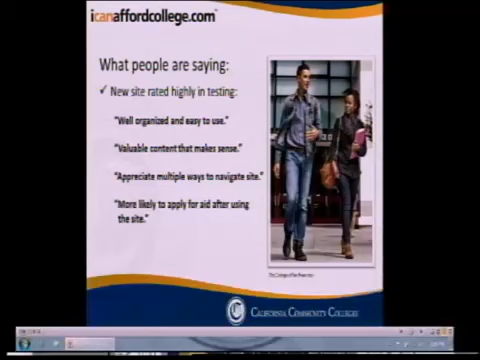 icanaffordcollege.com
What people are saying:
✓ New site rated highly in testing:
"Well organized and easy to use."
"Valuable content that makes sense."
"Appreciate multiple ways to navigate site."
"More likely to apply for aid after using
the site."
CALIFORNIA COMMUNITY COLLEGES